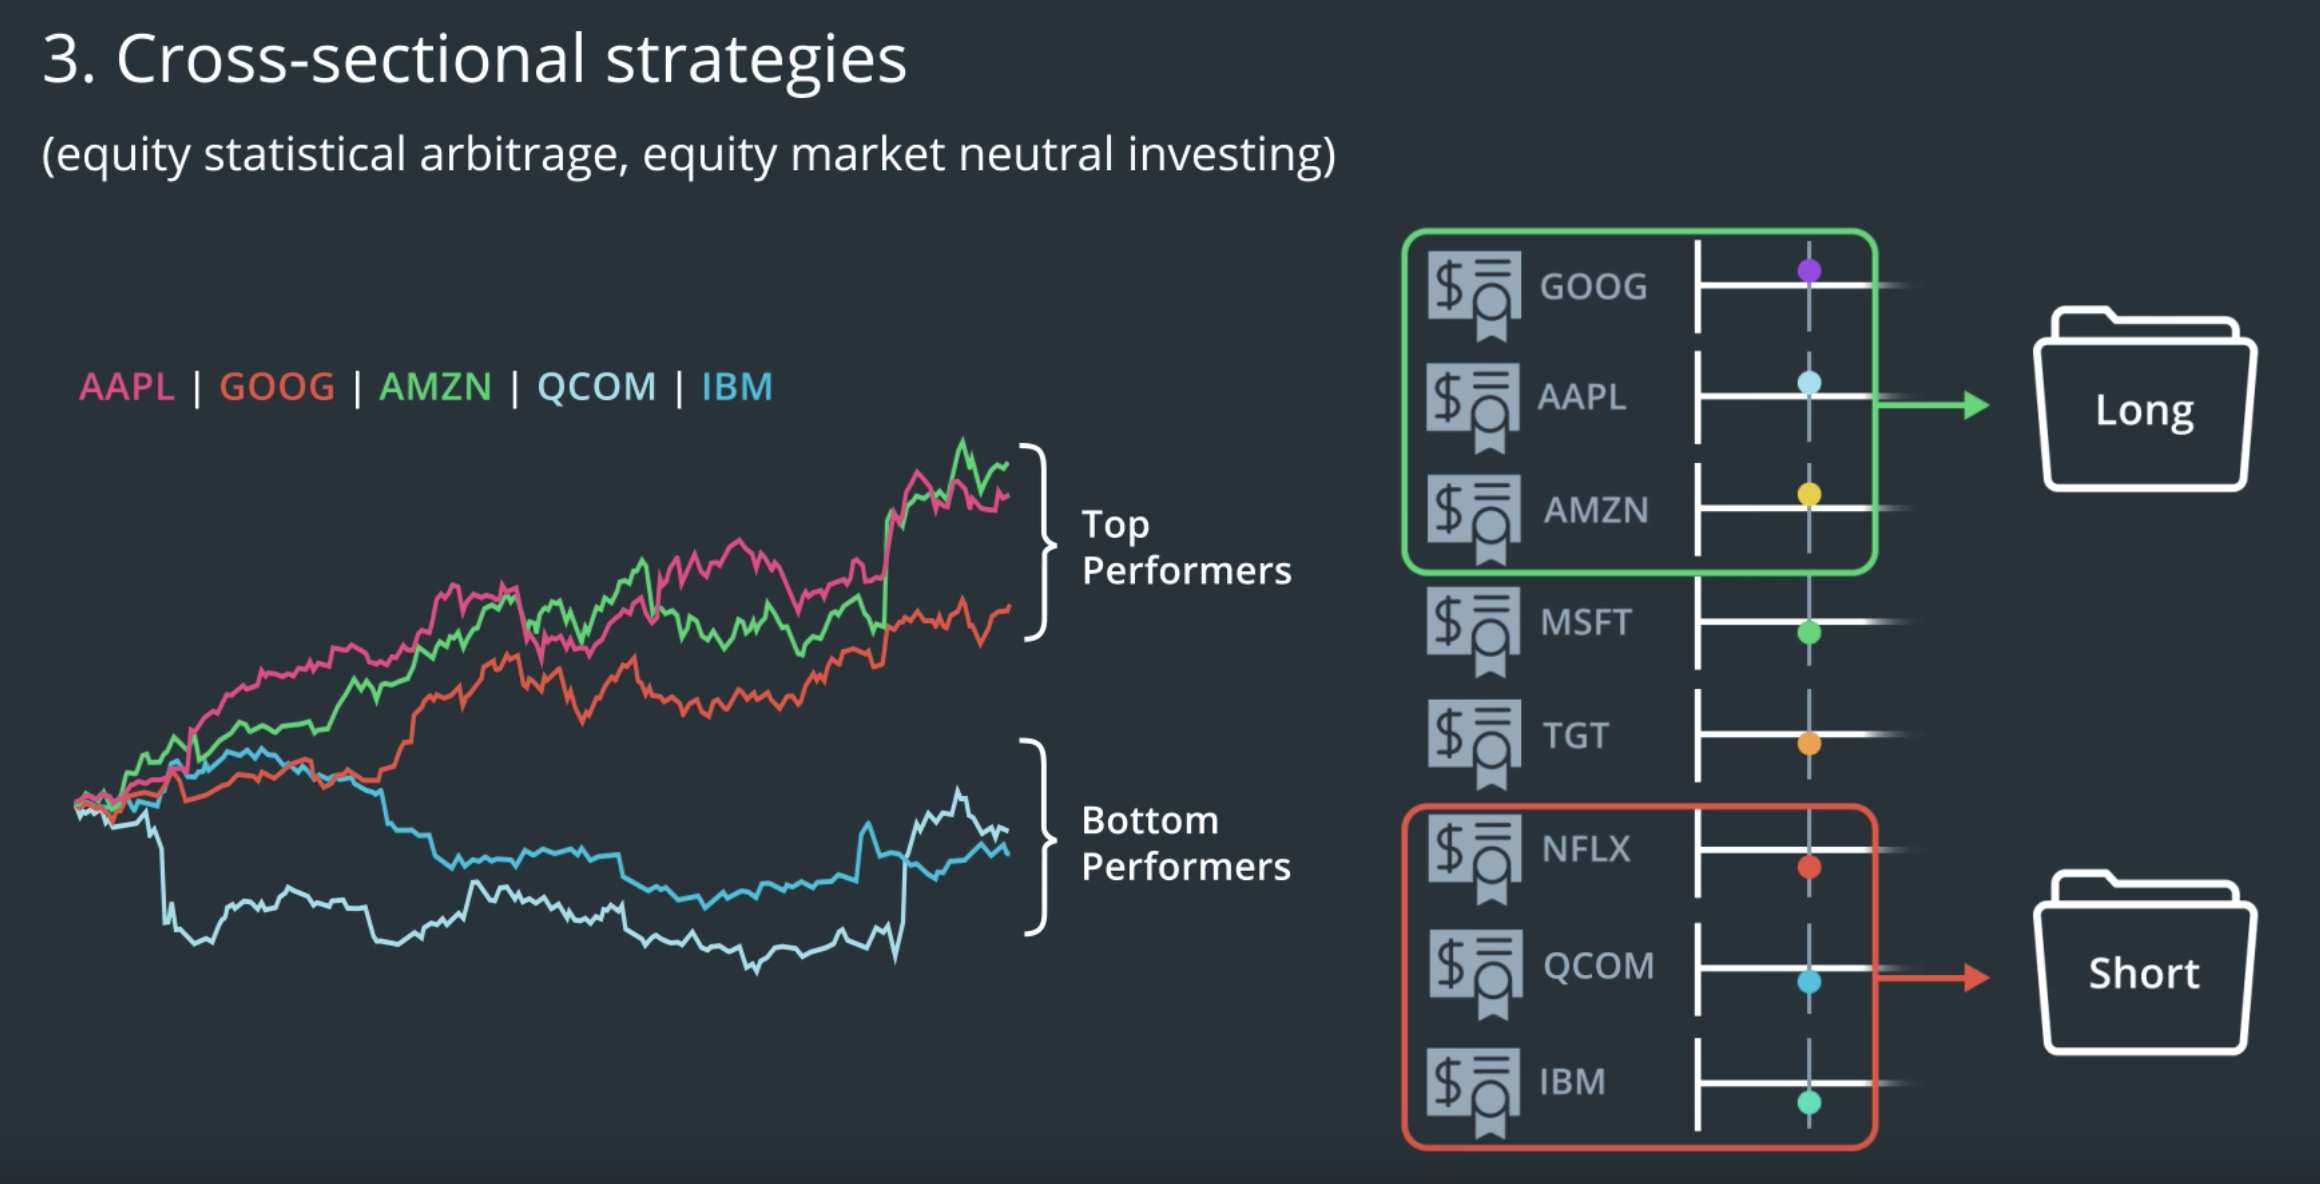 3. Cross-sectional strategies
(equity statistical arbitrage, equity market neutral investing)
AAPL | GOOG | AMZN | QCOM | IBM
Top
Performers
Bottom
Performers
$ GOOG
$ AAPL
$ AMZN
$ MSFT
$ TGT
$ NFLX
$ QCOM
$ IBM
Long
Short